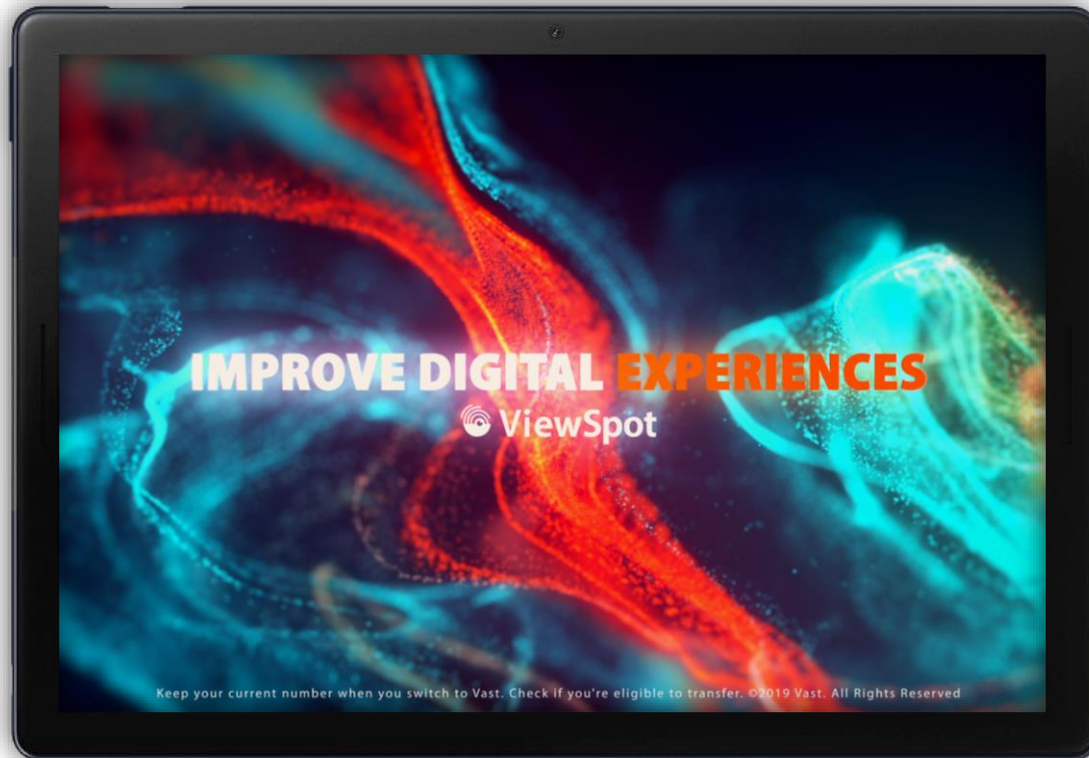 IMPROVE DIGITAL EXPERIENCES
ViewSpot
Keep your current number when you switch to Vast. Check if you're eligible to transfer. ©2019 Vast. All Rights Reserved